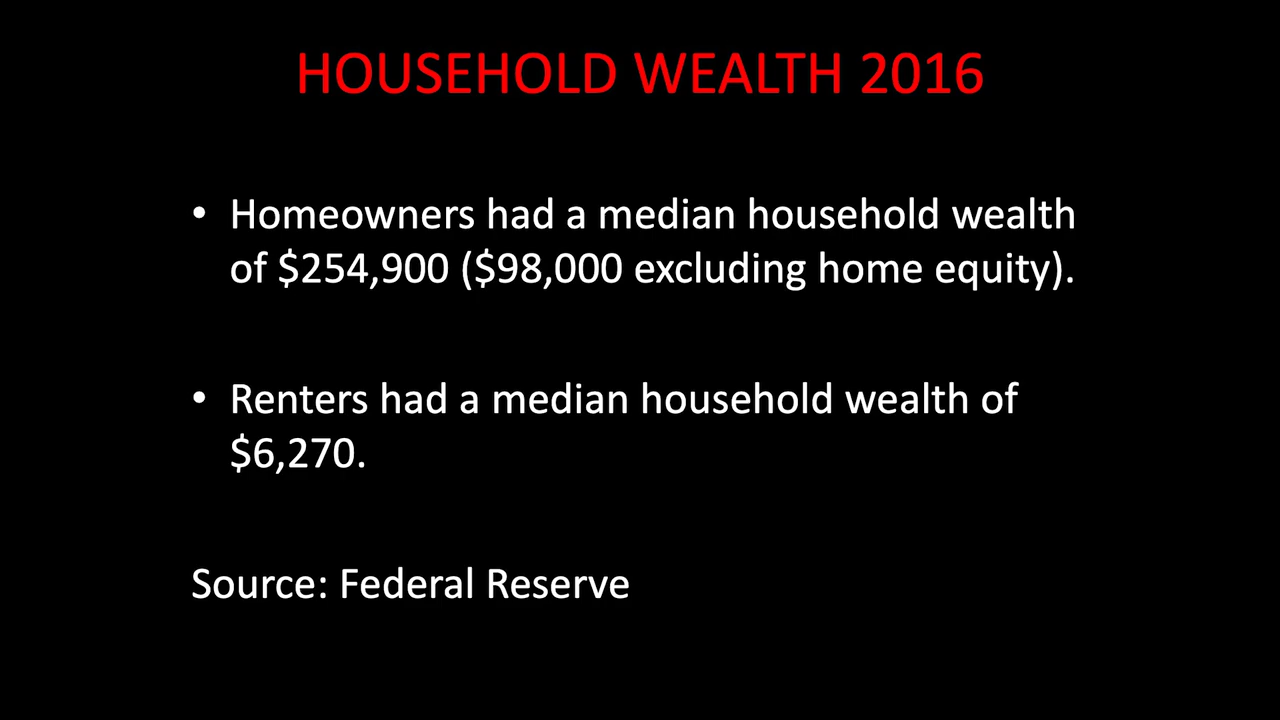 HOUSEHOLD WEALTH 2016
• Homeowners had a median household wealth
of $254,900 ($98,000 excluding home equity).
• Renters had a median household wealth of
$6,270.
Source: Federal Reserve